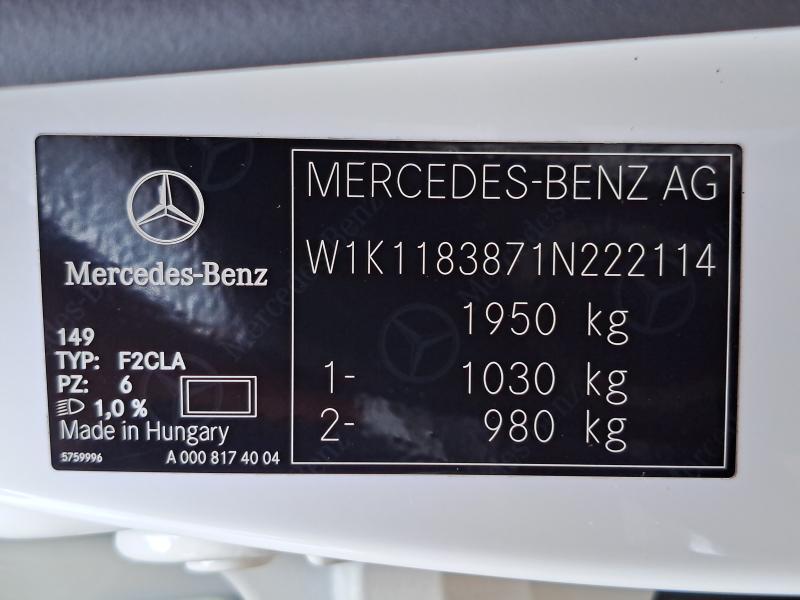 Mercedes-Benz
149
TYP: F2CLA
PZ: 6
1,0 %
Made in Hungary
5759996
A 000 817 40 04
MERCEDES-BENZ AG
W1K1183871N222114
1950 kg
1- 1030 kg
2- 980 kg